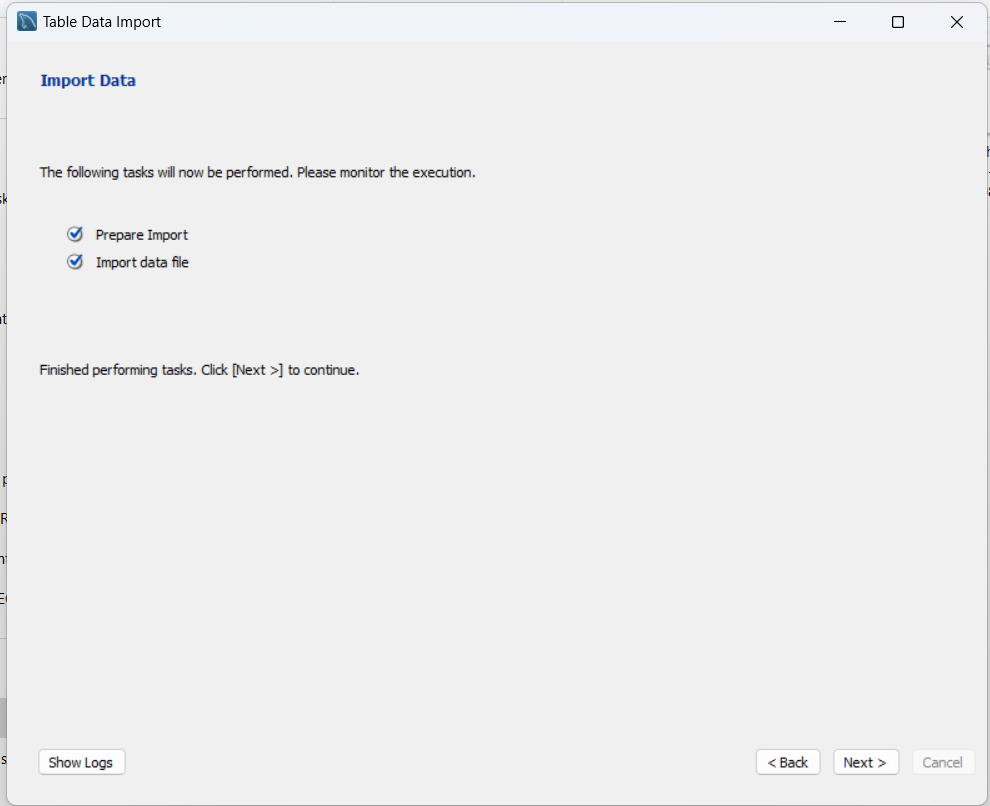 Table Data Import
Import Data
The following tasks will now be performed. Please monitor the execution.
Prepare Import
Import data file
Finished performing tasks. Click [Next >] to continue.
Show Logs
< Back
Next >
Cancel